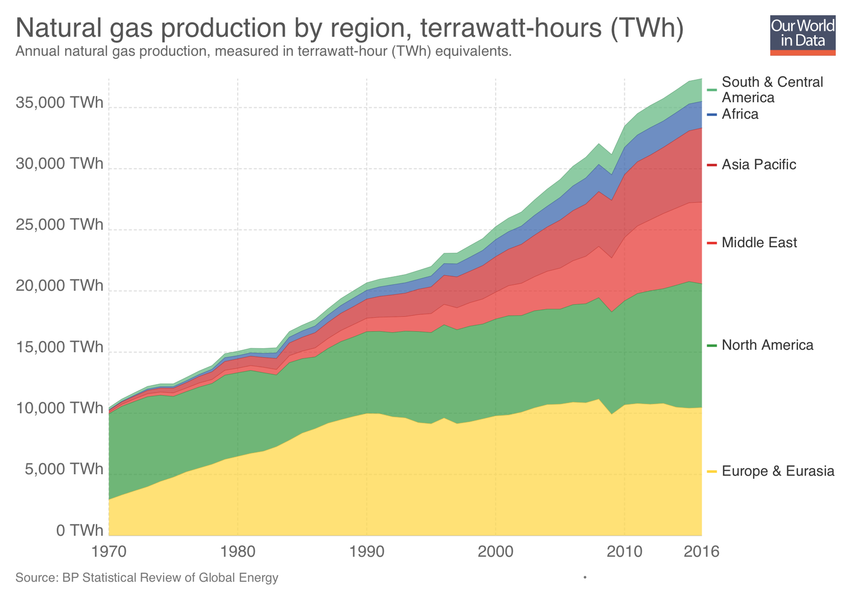 Natural gas production by region, terrawatt-hours (TWh)
Annual natural gas production, measured in terrawatt-hour (TWh) equivalents.
Our World
in Data
35,000 TWh
30,000 TWh
25,000 TWh
20,000 TWh
15,000 TWh
10,000 TWh
5,000 TWh
0 TWh
1970
1980
1990
2000
2010
2016
South & Central
America
Africa
Asia Pacific
Middle East
North America
Europe & Eurasia
Source: BP Statistical Review of Global Energy